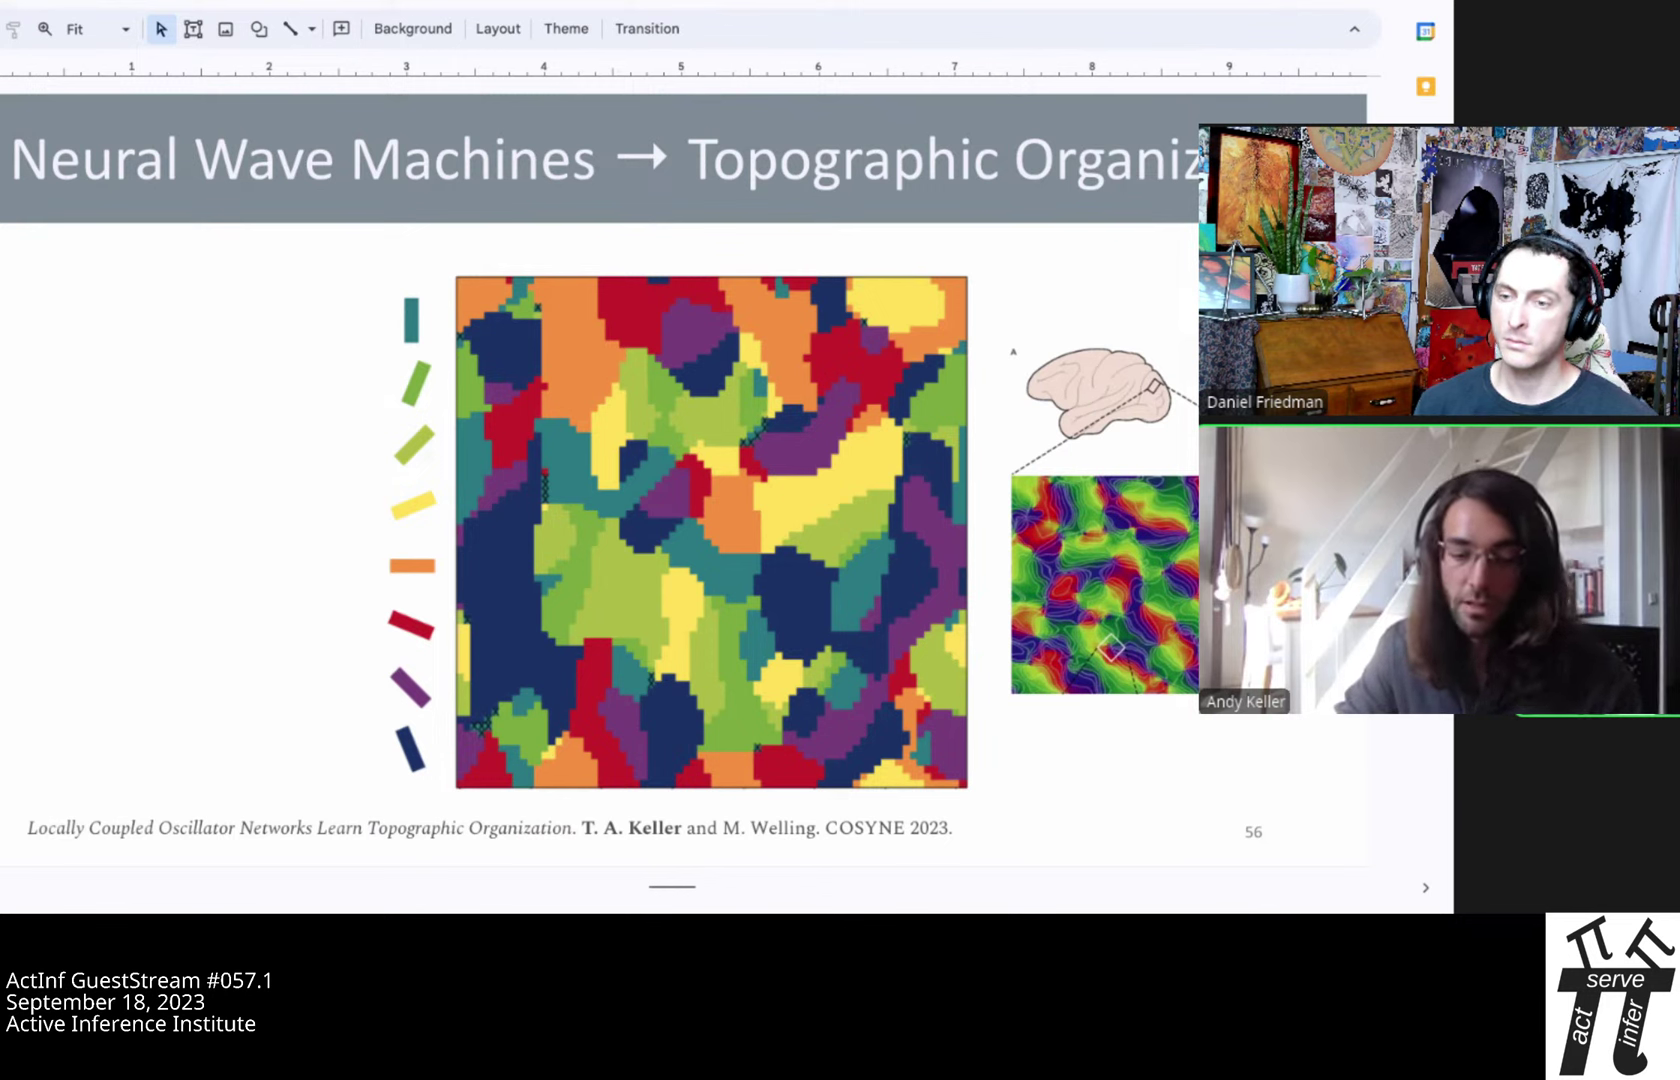 Fit
Background
Layout
Theme
Transition
1 2 3 4 5 6 7 8 9
31
Neural Wave Machines → Topographic Organiz
A
Daniel Friedman
Andy Keller
Locally Coupled Oscillator Networks Learn Topographic Organization. T. A. Keller and M. Welling. COSYNE 2023.
56
ActInf GuestStream #057.1
September 18, 2023
Active Inference Institute
serve
act
infer